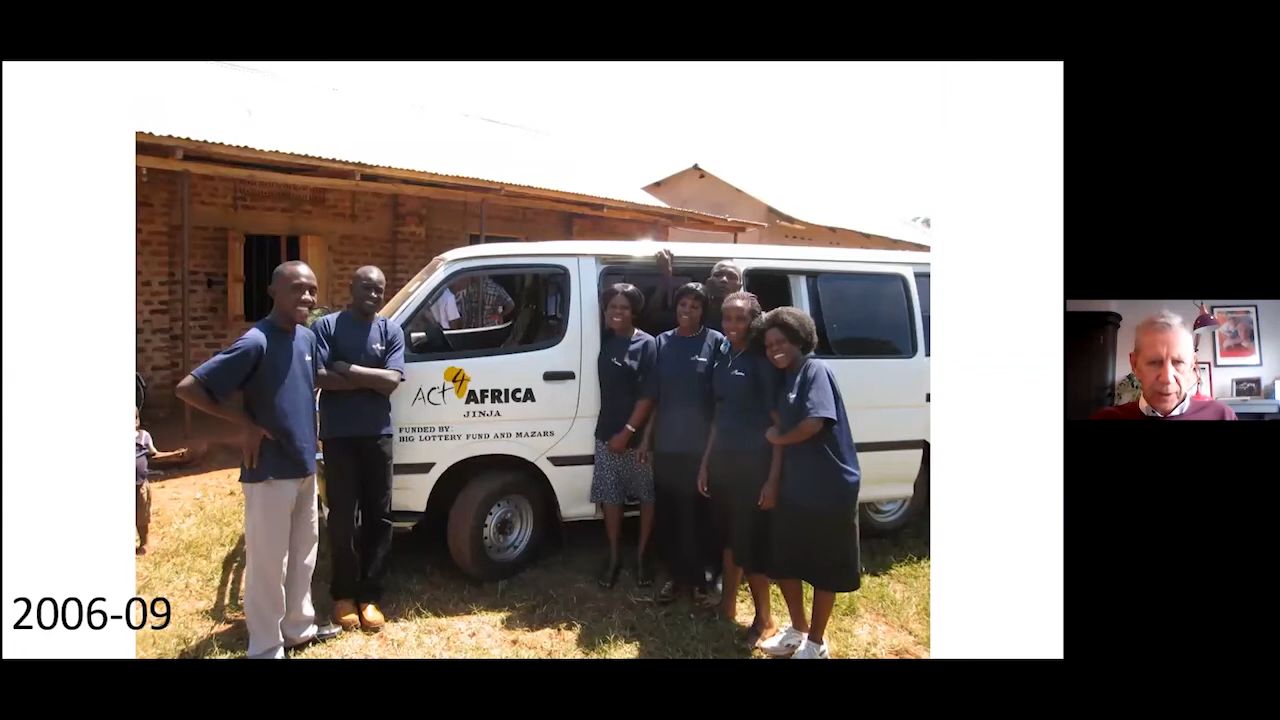 ACT4AFRICA
JINJA
FUNDED BY:
BIG LOTTERY FUND AND MAZARS
2006-09